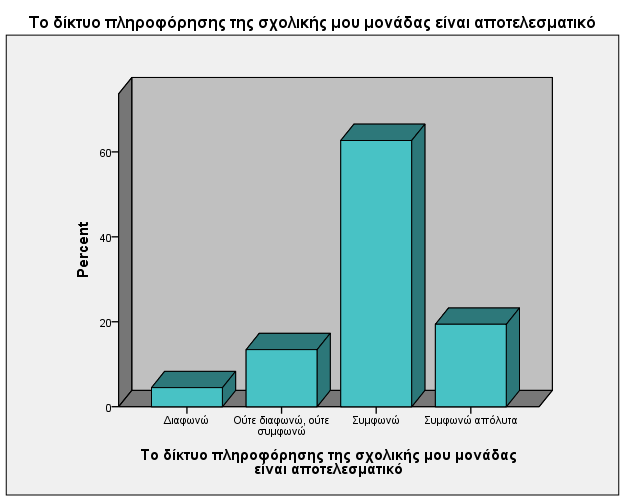 Το δίκτυο πληροφόρησης της σχολικής μου μονάδας είναι αποτελεσματικό
60
40
20
0
Percent
Διαφωνώ
Ούτε διαφωνώ, ούτε
συμφωνώ
Συμφωνώ
Συμφωνώ απόλυτα
Το δίκτυο πληροφόρησης της σχολικής μου μονάδας
είναι αποτελεσματικό